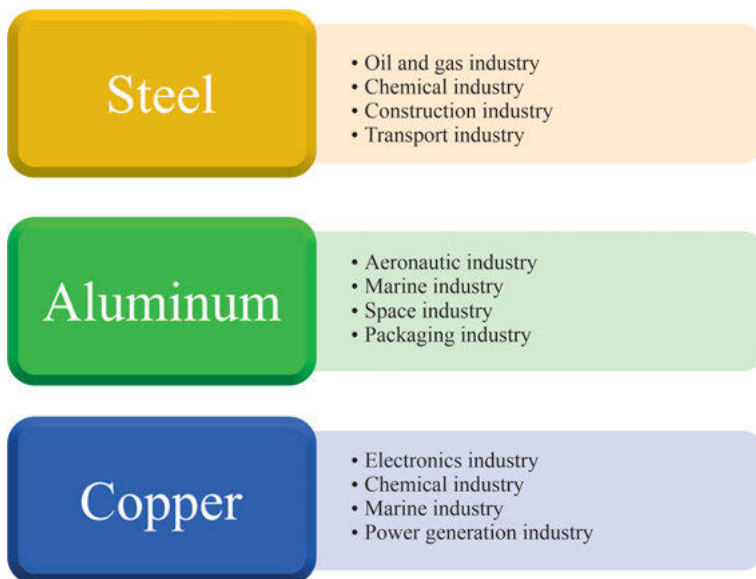 Steel
• Oil and gas industry
• Chemical industry
• Construction industry
• Transport industry
Aluminum
• Aeronautic industry
• Marine industry
• Space industry
• Packaging industry
Copper
• Electronics industry
• Chemical industry
• Marine industry
• Power generation industry